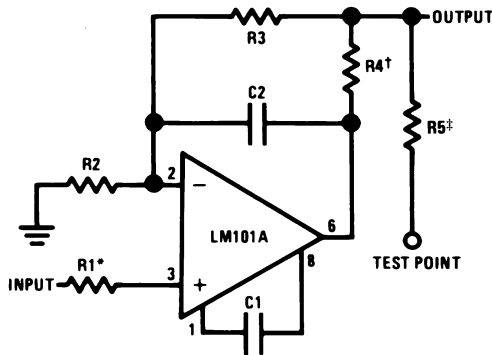 R3
OUTPUT
R4†
C2
R5‡
R2
2
−
LM101A
6
INPUT
R1*
3
+
8
TEST POINT
1
C1